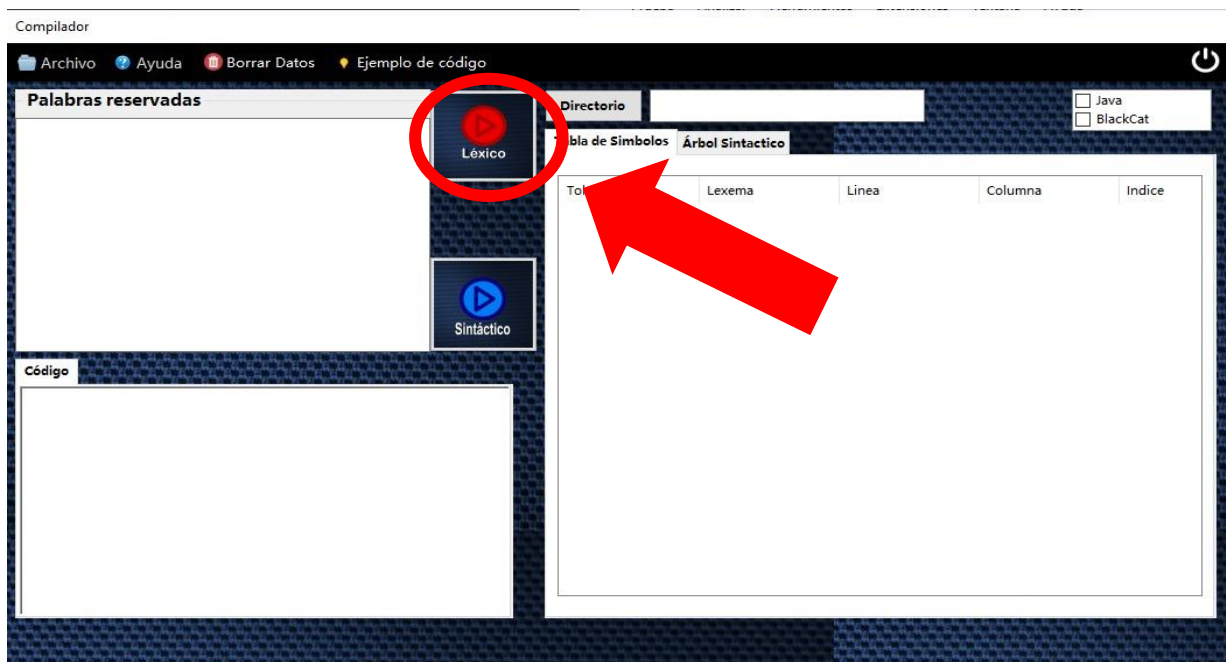 Compilador
Archivo Ayuda Borrar Datos Ejemplo de código
Palabras reservadas
Léxico
Directorio
Java
BlackCat
Tabla de Simbolos Árbol Sintactico
Lexema Linea Columna Indice
Sintáctico
Código